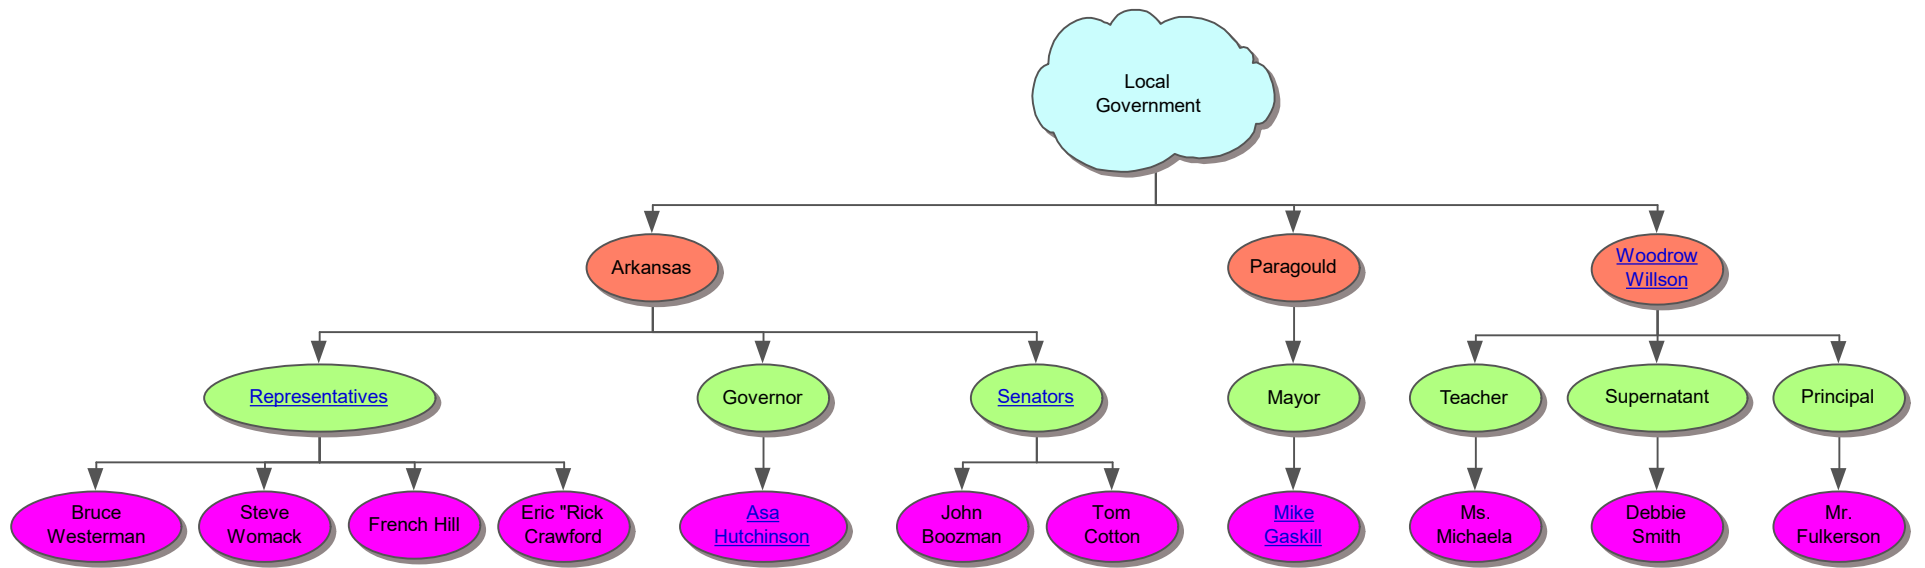 Local
Government
Arkansas
Paragould
Woodrow
Willson
Representatives
Governor
Senators
Mayor
Teacher
Supernatant
Principal
Bruce
Westerman
Steve
Womack
French Hill
Eric "Rick
Crawford
Asa
Hutchinson
John
Boozman
Tom
Cotton
Mike
Gaskill
Ms.
Michaela
Debbie
Smith
Mr.
Fulkerson